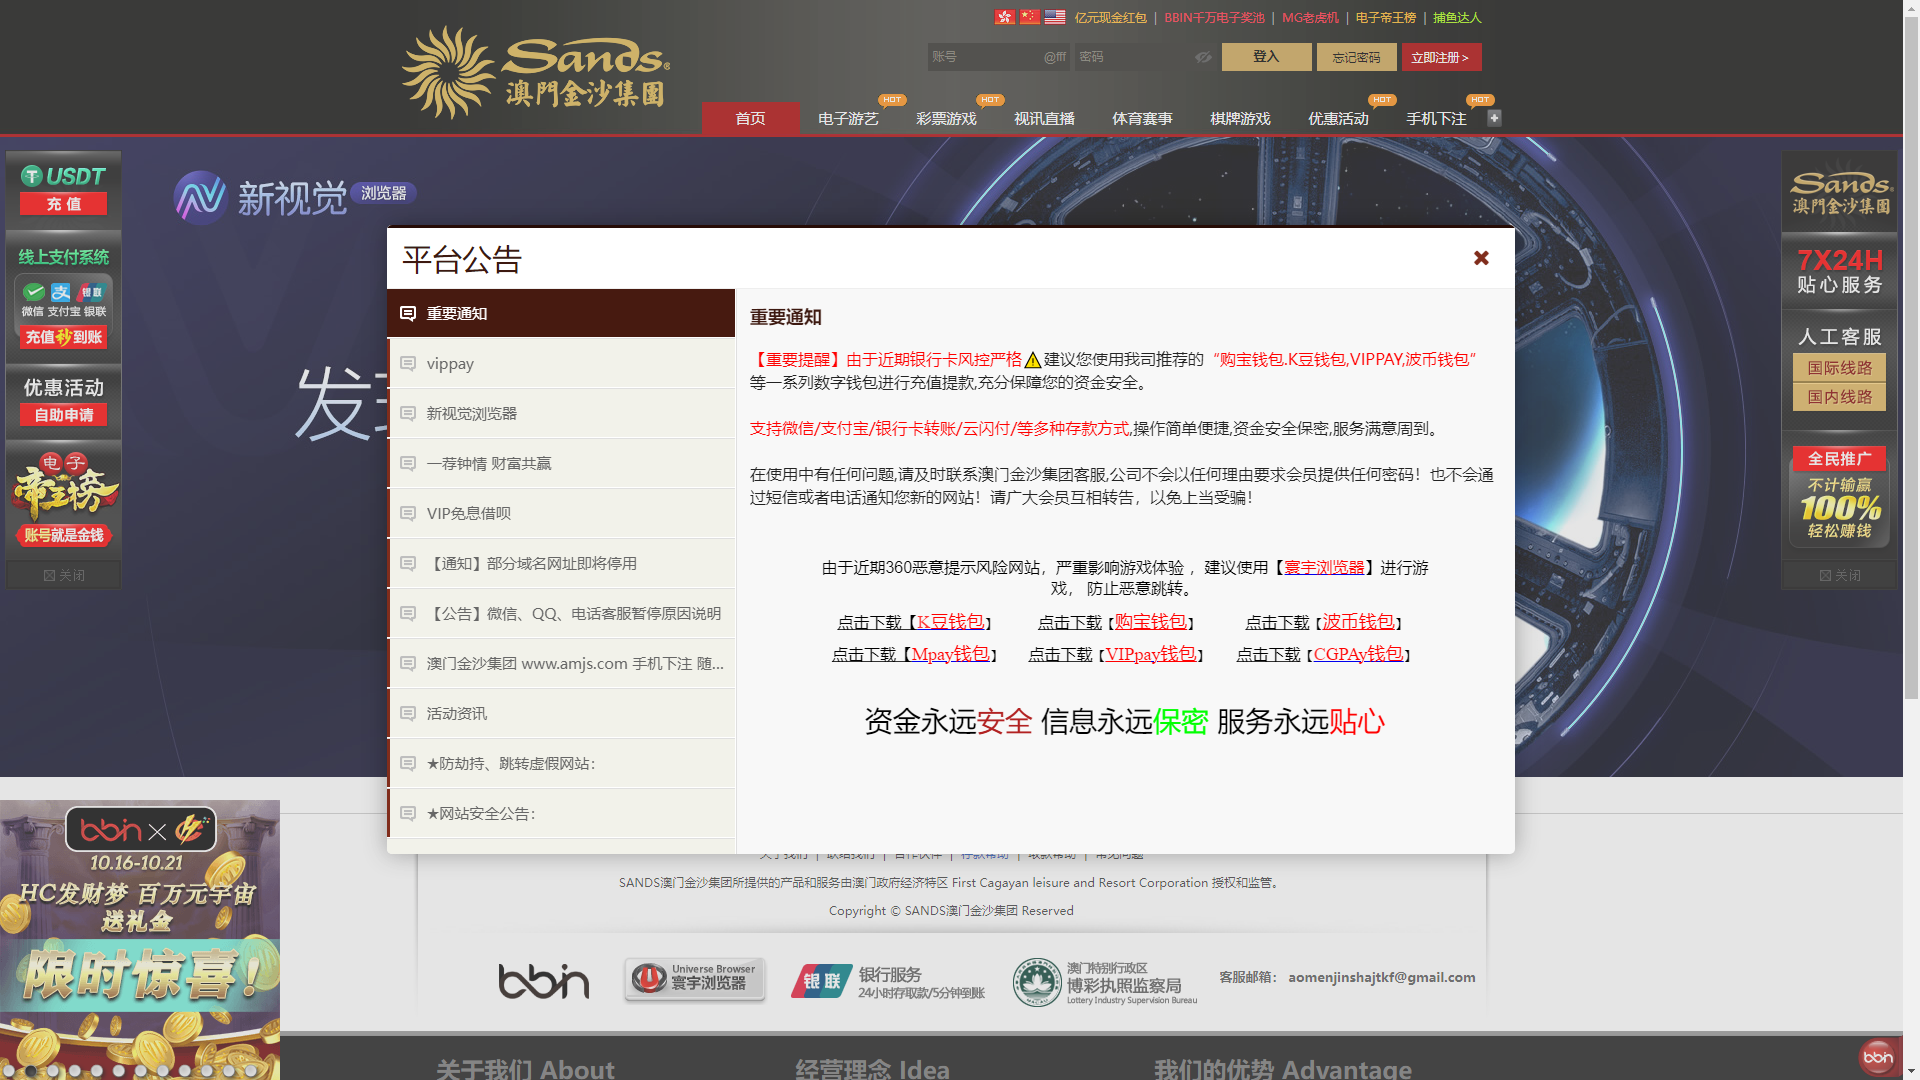 亿元现金红包 | BBIN千万电子奖池 | MG老虎机 | 电子帝王榜 | 捕鱼达人
Sands®
澳門金沙集團
账号
@fff
密码
登入
忘记密码
立即注册 >
HOT
HOT
HOT
HOT
首页
电子游艺
彩票游戏
视讯直播
体育赛事
棋牌游戏
优惠活动
手机下注
USDT
充 值
线上支付系统
银联
微信 支付宝 银联
充值秒到账
优惠活动
自助申请
电子
帝王榜
账号就是金钱
关闭
新视觉
浏览器
发
Sands®
澳門金沙集團
7X24H
贴心服务
人工客服
国际线路
国内线路
全民推广
不计输赢
100%
轻松赚钱
关闭
平台公告
重要通知
vippay
新视觉浏览器
一荐钟情 财富共赢
VIP免息借呗
【通知】部分域名网址即将停用
【公告】微信、QQ、电话客服暂停原因说明
澳门金沙集团 www.amjs.com 手机下注 随...
活动资讯
★防劫持、跳转虚假网站：
★网站安全公告：
重要通知
【重要提醒】由于近期银行卡风控严格⚠建议您使用我司推荐的“购宝钱包.K豆钱包,VIPPAY,波币钱包”
等一系列数字钱包进行充值提款,充分保障您的资金安全。
支持微信/支付宝/银行卡转账/云闪付/等多种存款方式,操作简单便捷,资金安全保密,服务满意周到。
在使用中有任何问题,请及时联系澳门金沙集团客服,公司不会以任何理由要求会员提供任何密码！也不会通
过短信或者电话通知您新的网站！请广大会员互相转告，以免上当受骗！
由于近期360恶意提示风险网站，严重影响游戏体验 ，建议使用【寰宇浏览器】进行游
戏， 防止恶意跳转。
点击下载【K豆钱包】
点击下载【购宝钱包】
点击下载【波币钱包】
点击下载【Mpay钱包】
点击下载【VIPpay钱包】
点击下载【CGPAy钱包】
资金永远安全 信息永远保密 服务永远贴心
关于我们 | 联络我们 | 合作伙伴 | 存款帮助 | 取款帮助 | 常见问题
SANDS澳门金沙集团所提供的产品和服务由澳门政府经济特区 First Cagayan leisure and Resort Corporation 授权和监管。
Copyright © SANDS澳门金沙集团 Reserved
bbin
Universe Browser
寰宇浏览器
银联
银行服务
24小时存取款/5分钟到账
MACAU
澳门特别行政区
博彩执照监察局
Lottery Industry Supervision Bureau
客服邮箱： aomenjinshajtkf@gmail.com
bbin ×
10.16-10.21
HC发财梦 百万元宇宙
送礼金
限时惊喜!
关于我们 About
经营理念 Idea
我们的优势 Advantage
bbin